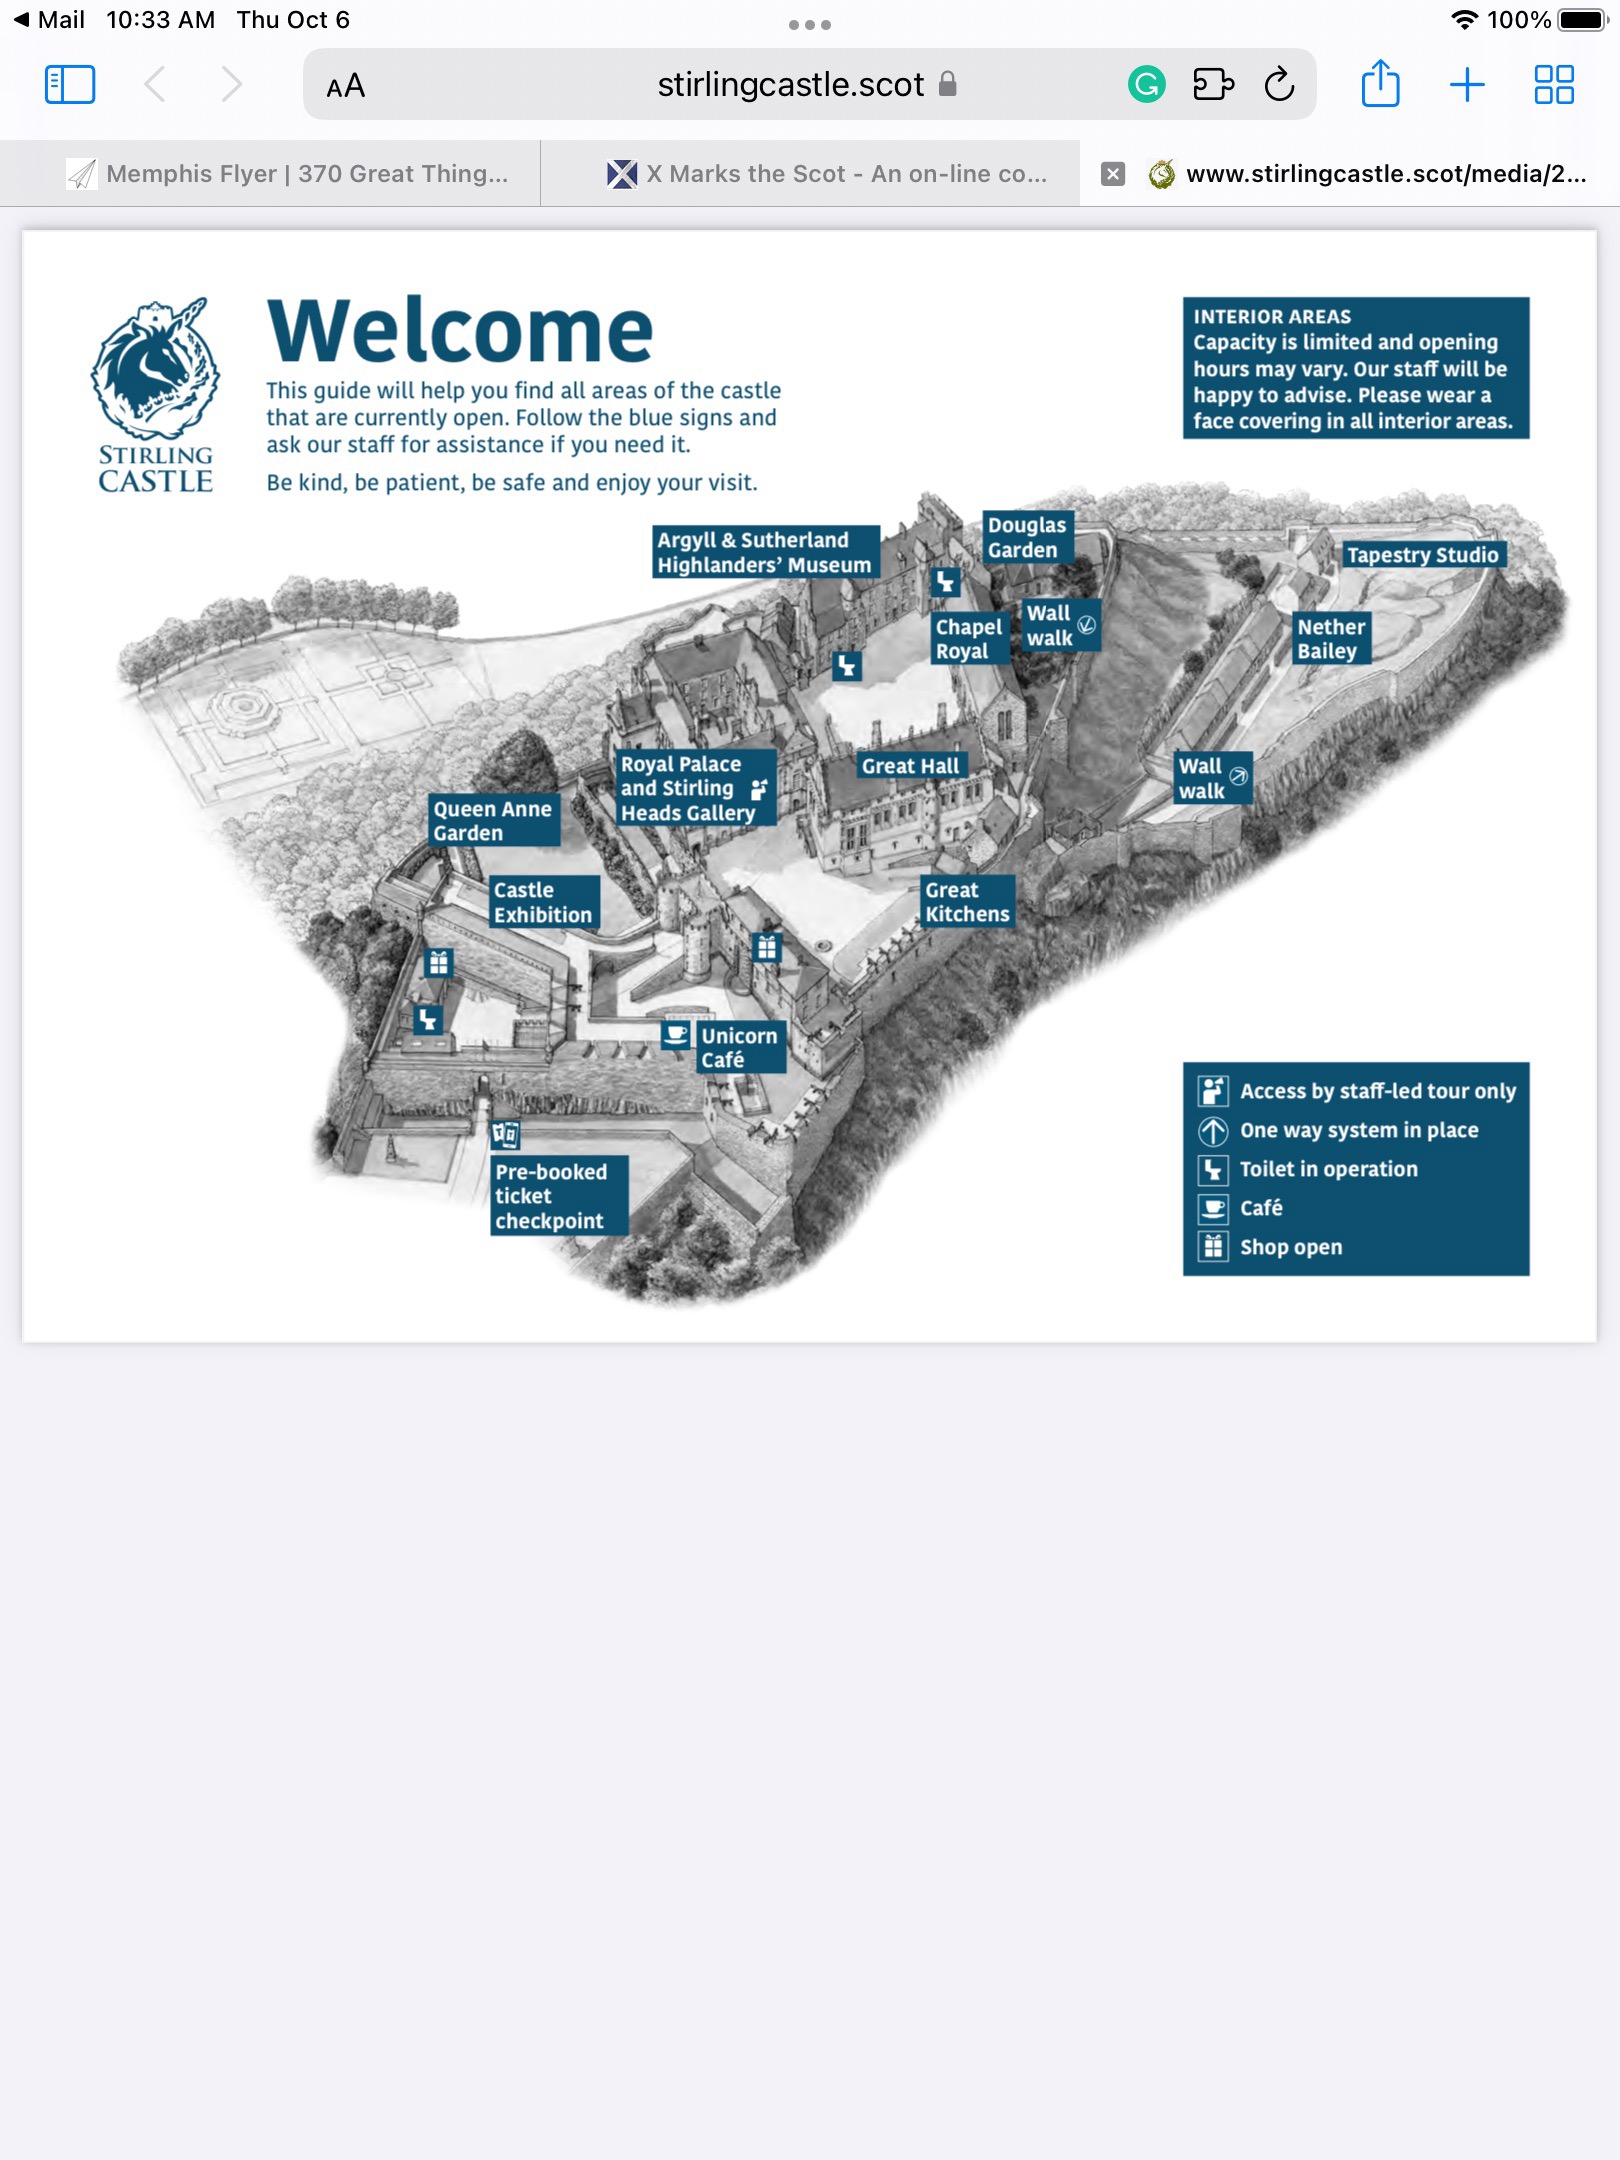 Mail 10:33 AM Thu Oct 6 100%
AA stirlingcastle.scot
Memphis Flyer | 370 Great Thing... X Marks the Scot - An on-line co... www.stirlingcastle.scot/media/2...
STIRLING
CASTLE
Welcome
This guide will help you find all areas of the castle
that are currently open. Follow the blue signs and
ask our staff for assistance if you need it.
Be kind, be patient, be safe and enjoy your visit.
INTERIOR AREAS
Capacity is limited and opening
hours may vary. Our staff will be
happy to advise. Please wear a
face covering in all interior areas.
Argyll & Sutherland
Highlanders' Museum
Douglas
Garden
Tapestry Studio
Chapel
Royal
Wall
walk
Nether
Bailey
Royal Palace
and Stirling
Heads Gallery
Great Hall
Wall
walk
Queen Anne
Garden
Castle
Exhibition
Great
Kitchens
Unicorn
Café
Pre-booked
ticket
checkpoint
Access by staff-led tour only
One way system in place
Toilet in operation
Café
Shop open